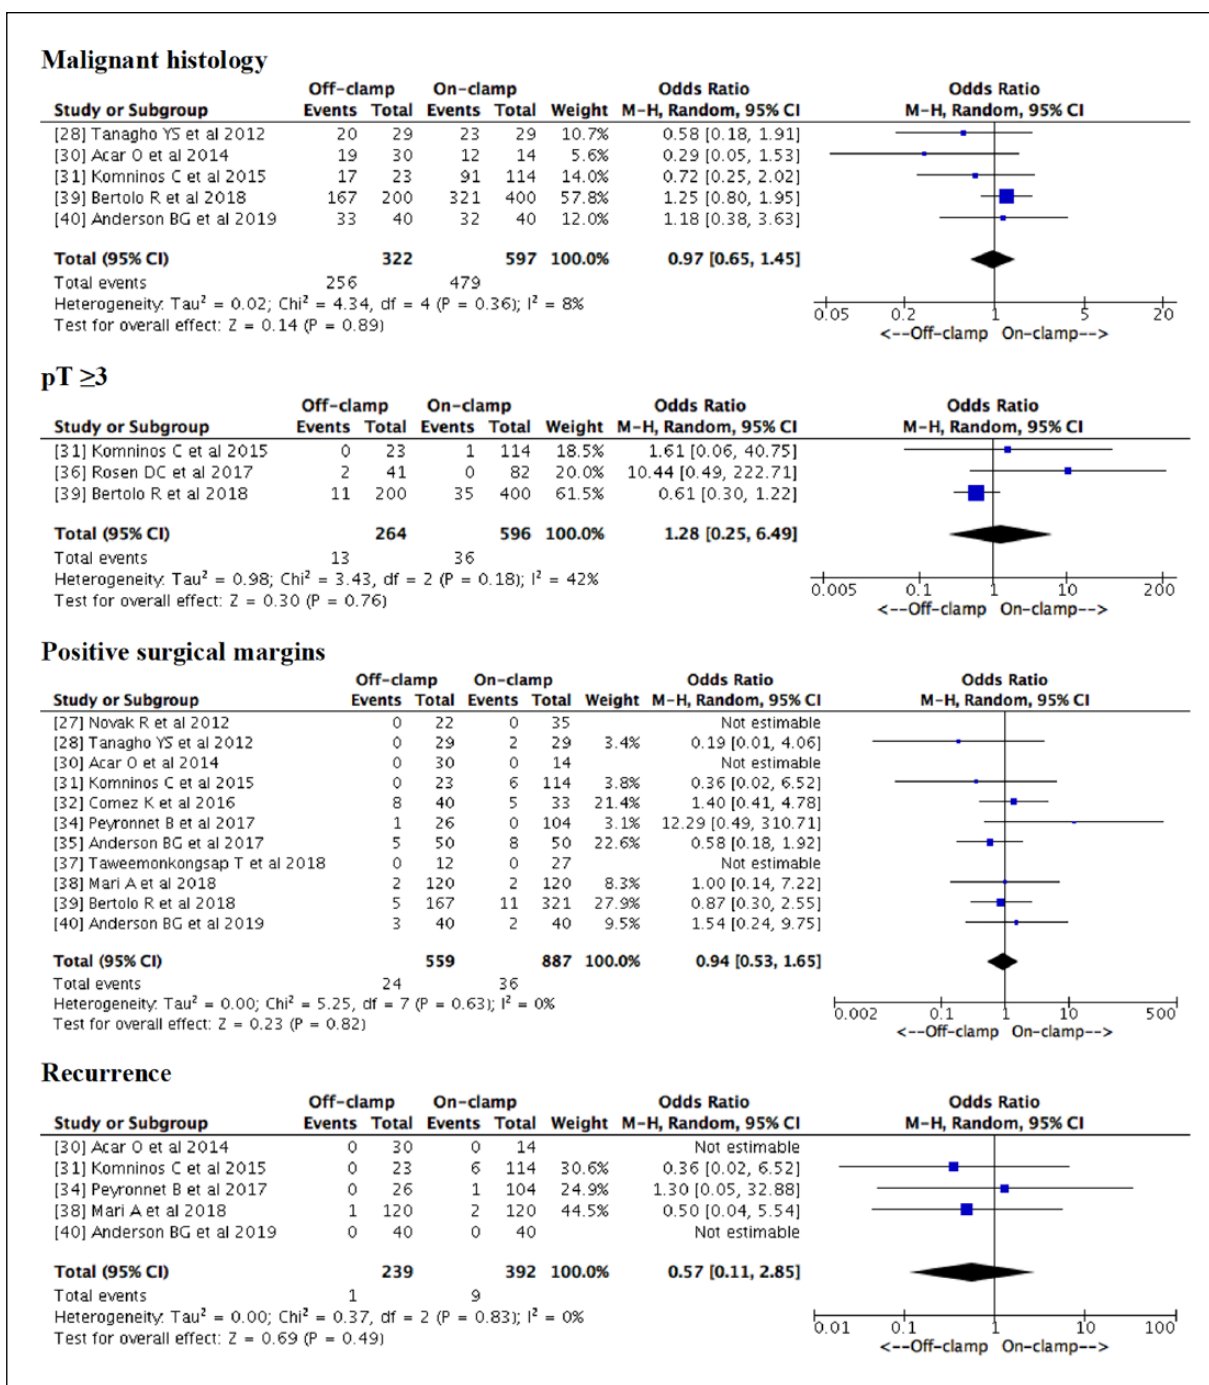 Malignant histology
Off-clamp On-clamp Odds Ratio Odds Ratio
Study or Subgroup Events Total Events Total Weight M-H, Random, 95% CI M-H, Random, 95% CI
[28] Tanagho YS et al 2012 20 29 23 29 10.7% 0.58 [0.18, 1.91]
[30] Acar O et al 2014 19 30 12 14 5.6% 0.29 [0.05, 1.53]
[31] Komninos C et al 2015 17 23 91 114 14.0% 0.72 [0.25, 2.02]
[39] Bertolo R et al 2018 167 200 321 400 57.8% 1.25 [0.80, 1.95]
[40] Anderson BG et al 2019 33 40 32 40 12.0% 1.18 [0.38, 3.63]
Total (95% CI) 322 597 100.0% 0.97 [0.65, 1.45]
Total events 256 479
Heterogeneity: Tau² = 0.02; Chi² = 4.34, df = 4 (P = 0.36); I² = 8%
Test for overall effect: Z = 0.14 (P = 0.89)
0.05 0.2 1 5 20
<--Off-clamp On-clamp-->
pT ≥3
Off-clamp On-clamp Odds Ratio Odds Ratio
Study or Subgroup Events Total Events Total Weight M-H, Random, 95% CI M-H, Random, 95% CI
[31] Komninos C et al 2015 0 23 1 114 18.5% 1.61 [0.06, 40.75]
[36] Rosen DC et al 2017 2 41 0 82 20.0% 10.44 [0.49, 222.71]
[39] Bertolo R et al 2018 11 200 35 400 61.5% 0.61 [0.30, 1.22]
Total (95% CI) 264 596 100.0% 1.28 [0.25, 6.49]
Total events 13 36
Heterogeneity: Tau² = 0.98; Chi² = 3.43, df = 2 (P = 0.18); I² = 42%
Test for overall effect: Z = 0.30 (P = 0.76)
0.005 0.1 1 10 200
<--Off-clamp On-clamp-->
Positive surgical margins
Off-clamp On-clamp Odds Ratio Odds Ratio
Study or Subgroup Events Total Events Total Weight M-H, Random, 95% CI M-H, Random, 95% CI
[27] Novak R et al 2012 0 22 0 35 Not estimable
[28] Tanagho YS et al 2012 0 29 2 29 3.4% 0.19 [0.01, 4.06]
[30] Acar O et al 2014 0 30 0 14 Not estimable
[31] Komninos C et al 2015 0 23 6 114 3.8% 0.36 [0.02, 6.52]
[32] Comez K et al 2016 8 40 5 33 21.4% 1.40 [0.41, 4.78]
[34] Peyronnet B et al 2017 1 26 0 104 3.1% 12.29 [0.49, 310.71]
[35] Anderson BG et al 2017 5 50 8 50 22.6% 0.58 [0.18, 1.92]
[37] Taweemonkongsap T et al 2018 0 12 0 27 Not estimable
[38] Mari A et al 2018 2 120 2 120 8.3% 1.00 [0.14, 7.22]
[39] Bertolo R et al 2018 5 167 11 321 27.9% 0.87 [0.30, 2.55]
[40] Anderson BG et al 2019 3 40 2 40 9.5% 1.54 [0.24, 9.75]
Total (95% CI) 559 887 100.0% 0.94 [0.53, 1.65]
Total events 24 36
Heterogeneity: Tau² = 0.00; Chi² = 5.25, df = 7 (P = 0.63); I² = 0%
Test for overall effect: Z = 0.23 (P = 0.82)
0.002 0.1 1 10 500
<--Off-clamp On-clamp-->
Recurrence
Off-clamp On-clamp Odds Ratio Odds Ratio
Study or Subgroup Events Total Events Total Weight M-H, Random, 95% CI M-H, Random, 95% CI
[30] Acar O et al 2014 0 30 0 14 Not estimable
[31] Komninos C et al 2015 0 23 6 114 30.6% 0.36 [0.02, 6.52]
[34] Peyronnet B et al 2017 0 26 1 104 24.9% 1.30 [0.05, 32.88]
[38] Mari A et al 2018 1 120 2 120 44.5% 0.50 [0.04, 5.54]
[40] Anderson BG et al 2019 0 40 0 40 Not estimable
Total (95% CI) 239 392 100.0% 0.57 [0.11, 2.85]
Total events 1 9
Heterogeneity: Tau² = 0.00; Chi² = 0.37, df = 2 (P = 0.83); I² = 0%
Test for overall effect: Z = 0.69 (P = 0.49)
0.01 0.1 1 10 100
<--Off-clamp On-clamp-->